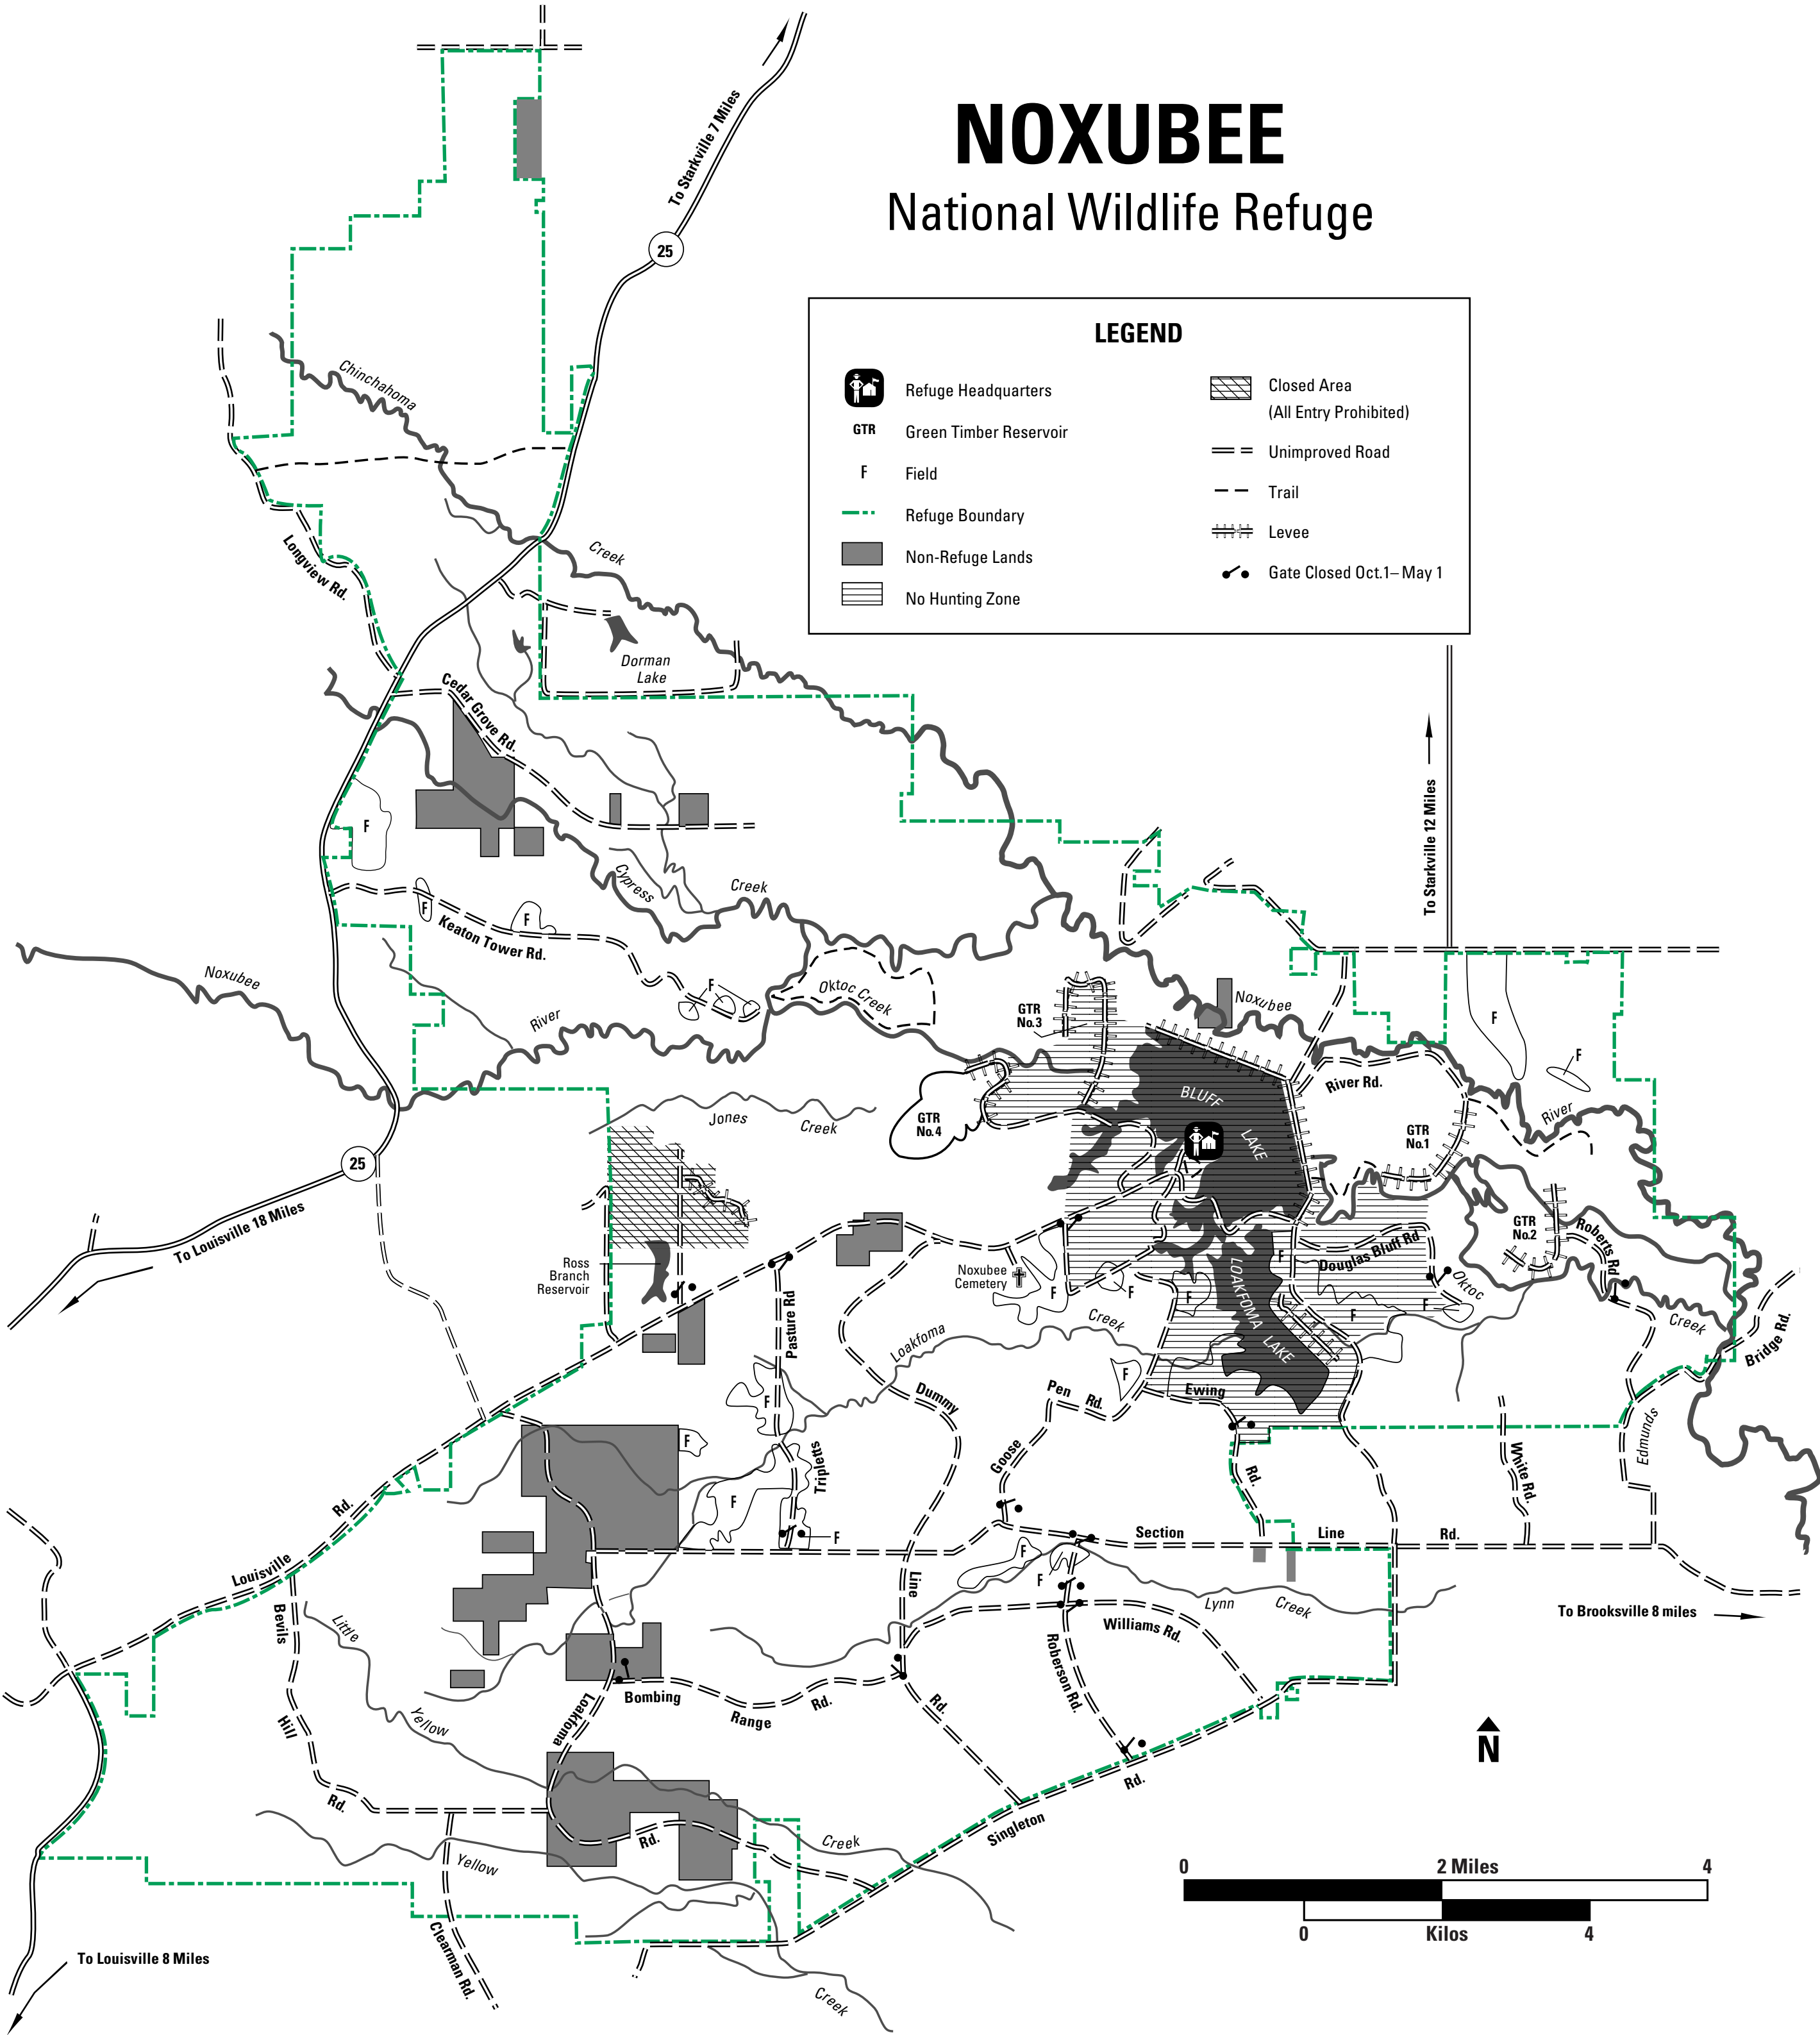 NOXUBEE
National Wildlife Refuge
To Starkville 7 Miles
25
LEGEND
Refuge Headquarters
GTR Green Timber Reservoir
F Field
Refuge Boundary
Non-Refuge Lands
No Hunting Zone
Closed Area
(All Entry Prohibited)
Unimproved Road
Trail
Levee
Gate Closed Oct.1– May 1
Chinchahoma
Creek
Longview Rd.
Dorman
Lake
Cedar Grove Rd.
To Starkville 12 Miles
F
Cypress
Creek
F
F
Keaton Tower Rd.
Noxubee
River
F
Oktoc Creek
GTR
No.3
Noxubee
F
F
River Rd.
River
BLUFF
LAKE
Jones
Creek
GTR
No.4
GTR
No.1
25
To Louisville 18 Miles
GTR
No.2
Roberts Rd
Douglas Bluff Rd
Ross
Branch
Reservoir
Noxubee
Cemetery
F
F
F
F
F
F
Oktoc
Creek
LOAKFOMA
LAKE
Bridge Rd.
Pasture Rd
Loakfoma
Creek
F
F
Pen
Rd.
Ewing
Dummy
Goose
F
Tripletts
F
F
Rd.
White Rd.
Edmunds
Section
Line
Rd.
Rd.
Louisville
F
F
Line
Bevils
Little
Lynn
Creek
To Brooksville 8 miles
Williams Rd.
Roberson Rd.
Bombing
Range
Rd.
Rd.
Loakfoma
Yellow
Hill
Rd.
N
Rd.
Singleton
Rd.
Creek
Yellow
0
2 Miles
4
0
Kilos
4
Clearman Rd.
To Louisville 8 Miles
Creek